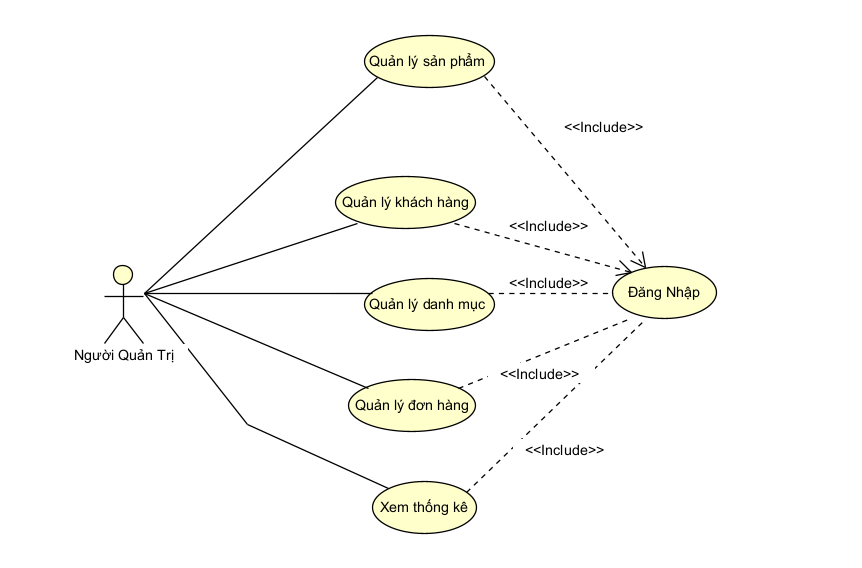 Quản lý sản phẩm
<<Include>>
Quản lý khách hàng
<<Include>>
<<Include>>
Quản lý danh mục
Đăng Nhập
Người Quản Trị
<<Include>>
Quản lý đơn hàng
<<Include>>
Xem thống kê